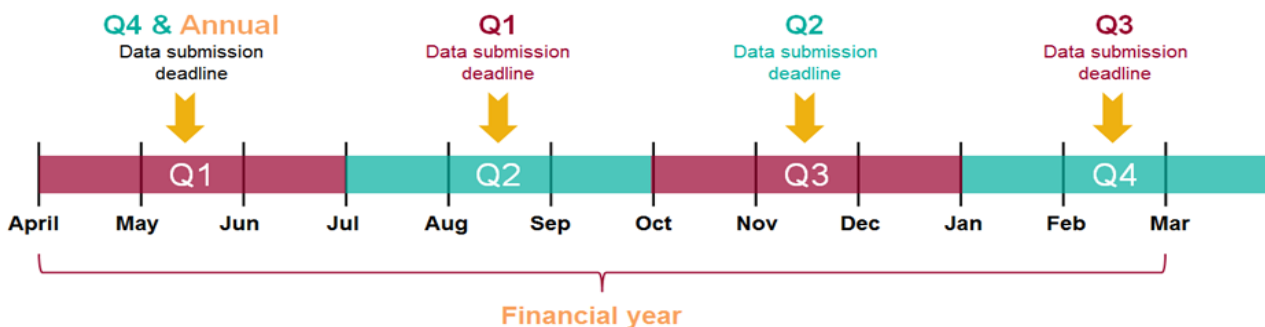 Q4 & Annual
Data submission
deadline
Q1
Data submission
deadline
Q2
Data submission
deadline
Q3
Data submission
deadline
Q1
Q2
Q3
Q4
April
May
Jun
Jul
Aug
Sep
Oct
Nov
Dec
Jan
Feb
Mar
Financial year